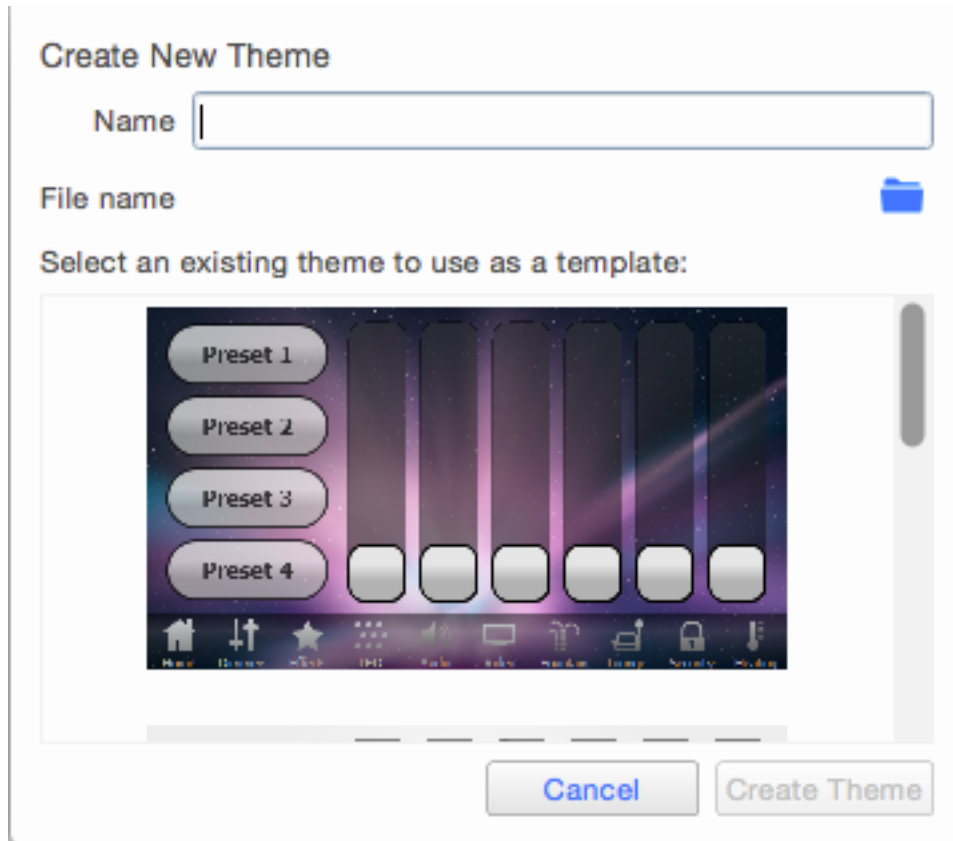 Create New Theme
Name
File name
Select an existing theme to use as a template:
Preset 1
Preset 2
Preset 3
Preset 4
Cancel
Create Theme